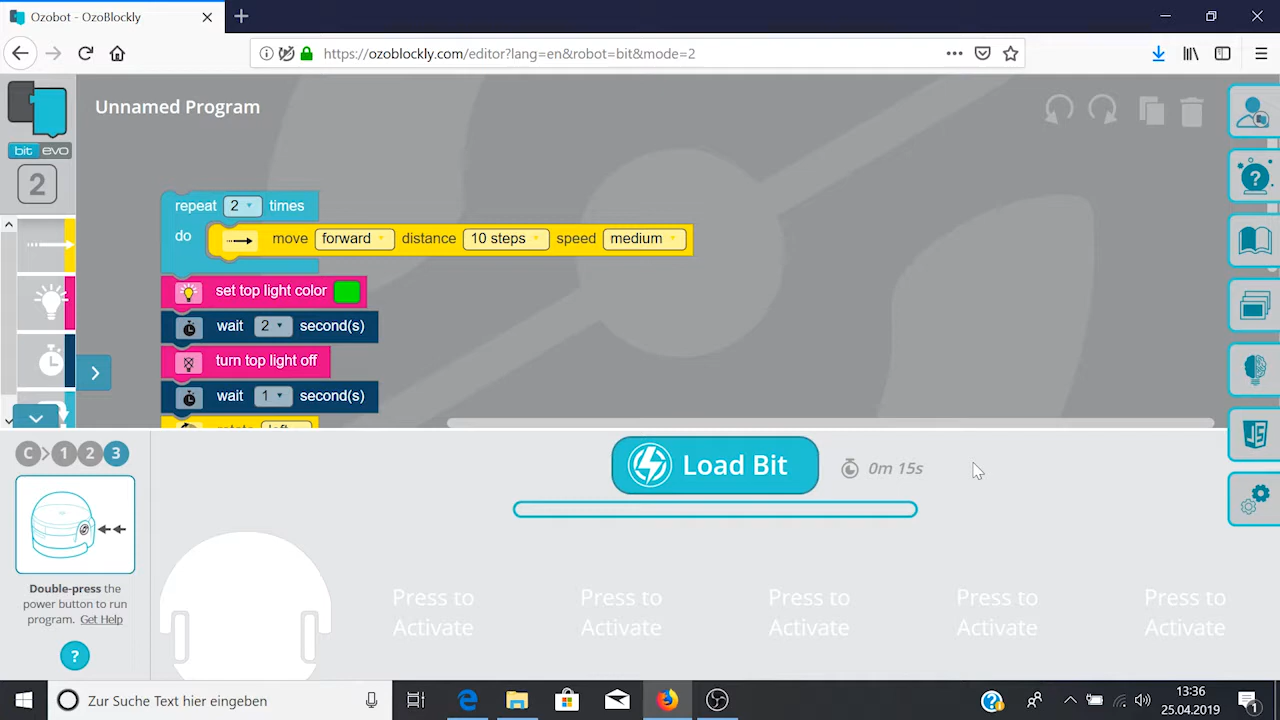 Ozobot - OzoBlockly
https://ozoblockly.com/editor?lang=en&robot=bit&mode=2
bit evo
2
Unnamed Program
repeat 2 times
do move forward distance 10 steps speed medium
set top light color
wait 2 second(s)
turn top light off
wait 1 second(s)
JS
C 1 2 3
Load Bit
0m 15s
Double-press the
power button to run
program. Get Help
?
Press to
Activate
Press to
Activate
Press to
Activate
Press to
Activate
Press to
Activate
Zur Suche Text hier eingeben
13:36
25.04.2019
1